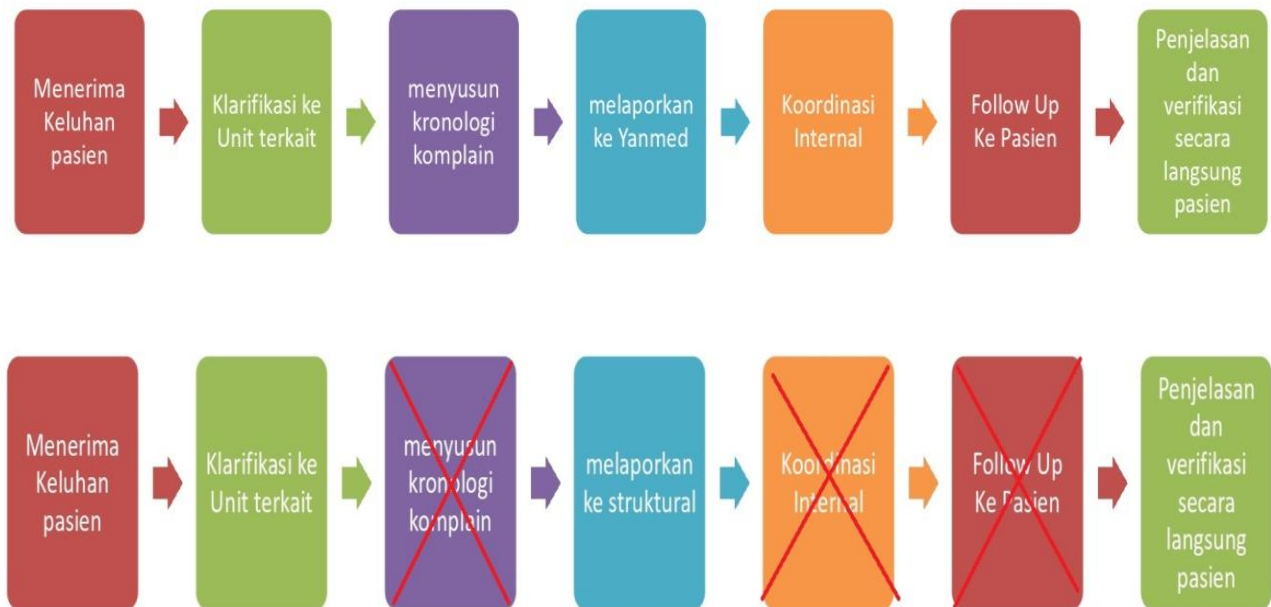 Menerima
Keluhan
pasien
Klarifikasi ke
Unit terkait
menyusun
kronologi
komplain
melaporkan
ke Yanmed
Koordinasi
Internal
Follow Up
Ke Pasien
Penjelasan
dan
verifikasi
secara
langsung
pasien
Menerima
Keluhan
pasien
Klarifikasi ke
Unit terkait
menyusun
kronologi
komplain
melaporkan
ke struktural
Koordinasi
Internal
Follow Up
Ke Pasien
Penjelasan
dan
verifikasi
secara
langsung
pasien